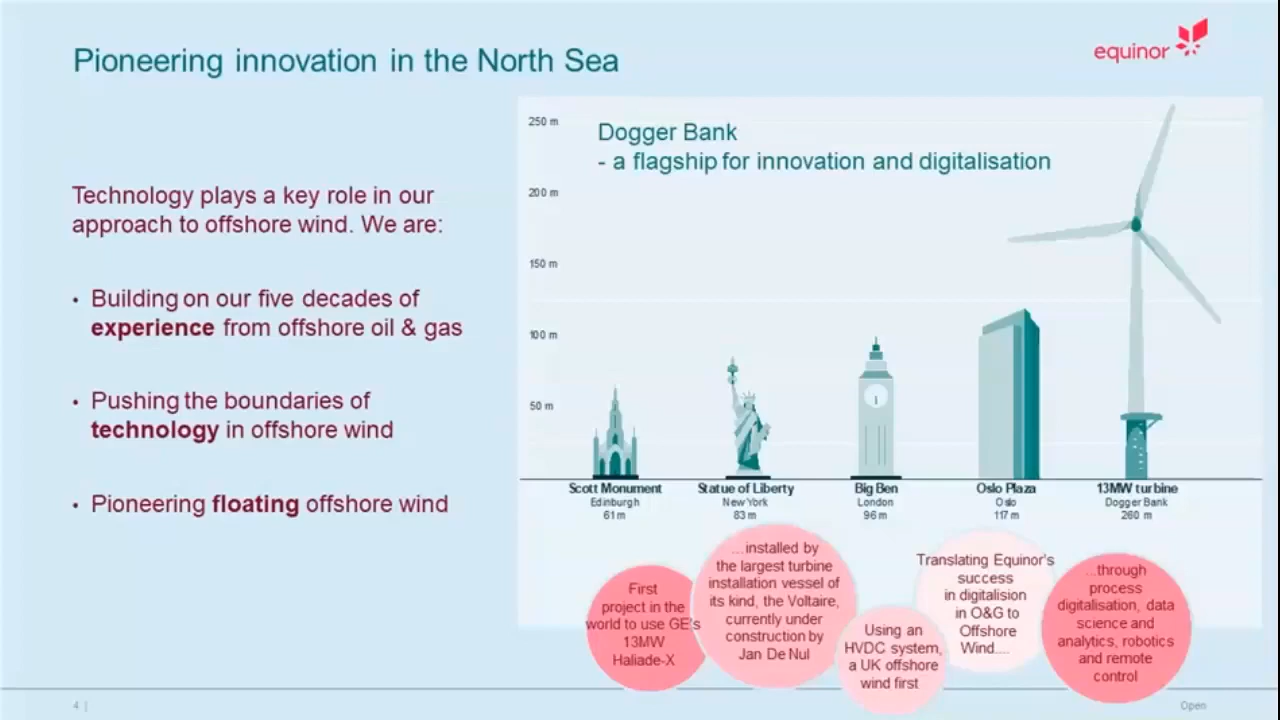 Pioneering innovation in the North Sea
equinor
Technology plays a key role in our
approach to offshore wind. We are:
• Building on our five decades of
experience from offshore oil & gas
• Pushing the boundaries of
technology in offshore wind
• Pioneering floating offshore wind
Dogger Bank
- a flagship for innovation and digitalisation
250 m
200 m
150 m
100 m
50 m
Scott Monument
Edinburgh
61 m
Statue of Liberty
New York
83 m
Big Ben
London
96 m
Oslo Plaza
Oslo
117 m
13MW turbine
Dogger Bank
260 m
First
project in the
world to use GE's
13MW
Haliade-X
...installed by
the largest turbine
installation vessel of
its kind, the Voltaire,
currently under
construction by
Jan De Nul
Using an
HVDC system,
a UK offshore
wind first
Translating Equinor's
success
in digitalision
in O&G to
Offshore
Wind....
...through
process
digitalisation, data
science and
analytics, robotics
and remote
control
4 |
Open